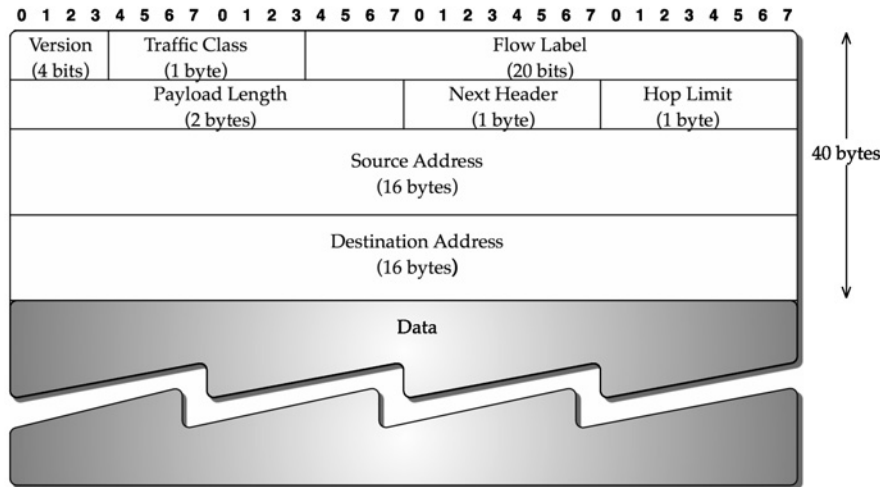 0 1 2 3 4 5 6 7 0 1 2 3 4 5 6 7 0 1 2 3 4 5 6 7 0 1 2 3 4 5 6 7
Version Traffic Class Flow Label
(4 bits) (1 byte) (20 bits)
Payload Length Next Header Hop Limit
(2 bytes) (1 byte) (1 byte)
40 bytes
Source Address
(16 bytes)
Destination Address
(16 bytes)
Data